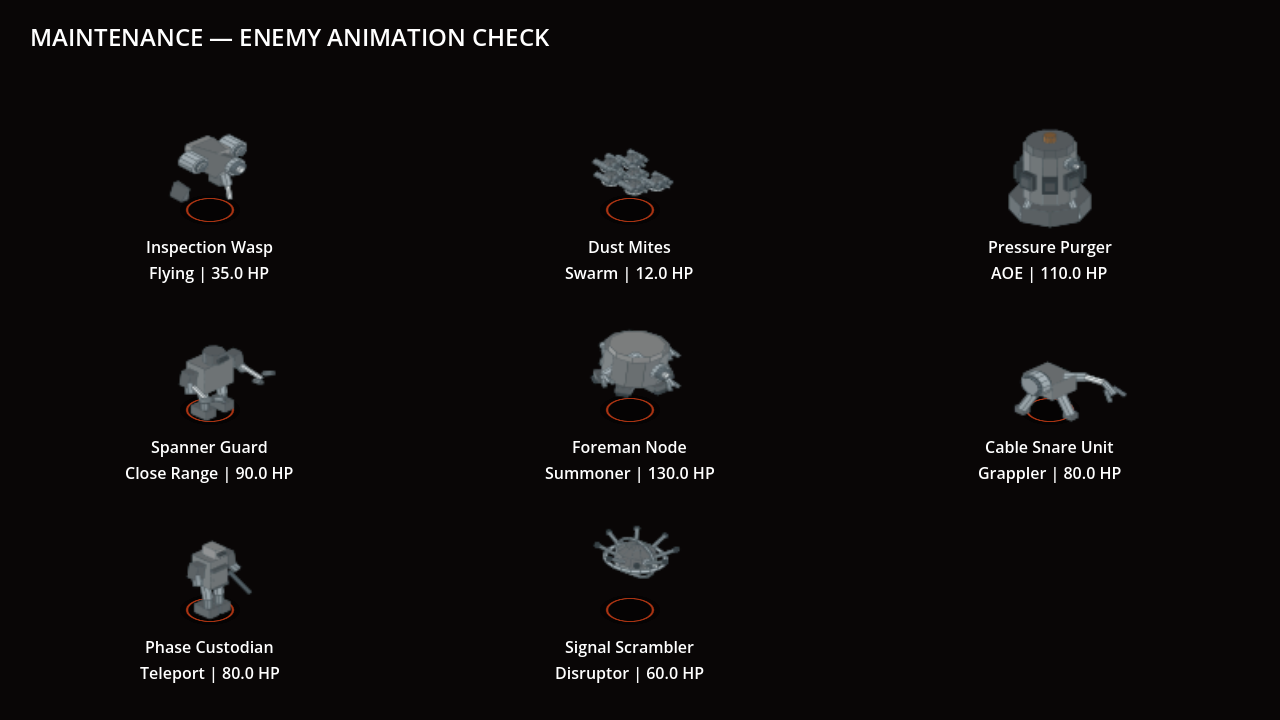 MAINTENANCE — ENEMY ANIMATION CHECK
Inspection Wasp
Flying | 35.0 HP
Dust Mites
Swarm | 12.0 HP
Pressure Purger
AOE | 110.0 HP
Spanner Guard
Close Range | 90.0 HP
Foreman Node
Summoner | 130.0 HP
Cable Snare Unit
Grappler | 80.0 HP
Phase Custodian
Teleport | 80.0 HP
Signal Scrambler
Disruptor | 60.0 HP